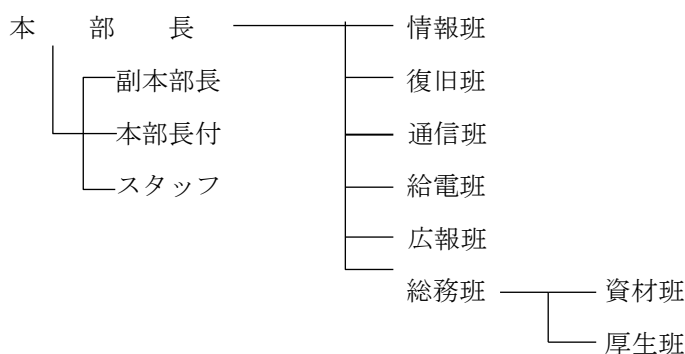 本部長
情報班
副本部長
復旧班
本部長付
通信班
スタッフ
給電班
広報班
総務班
資材班
厚生班